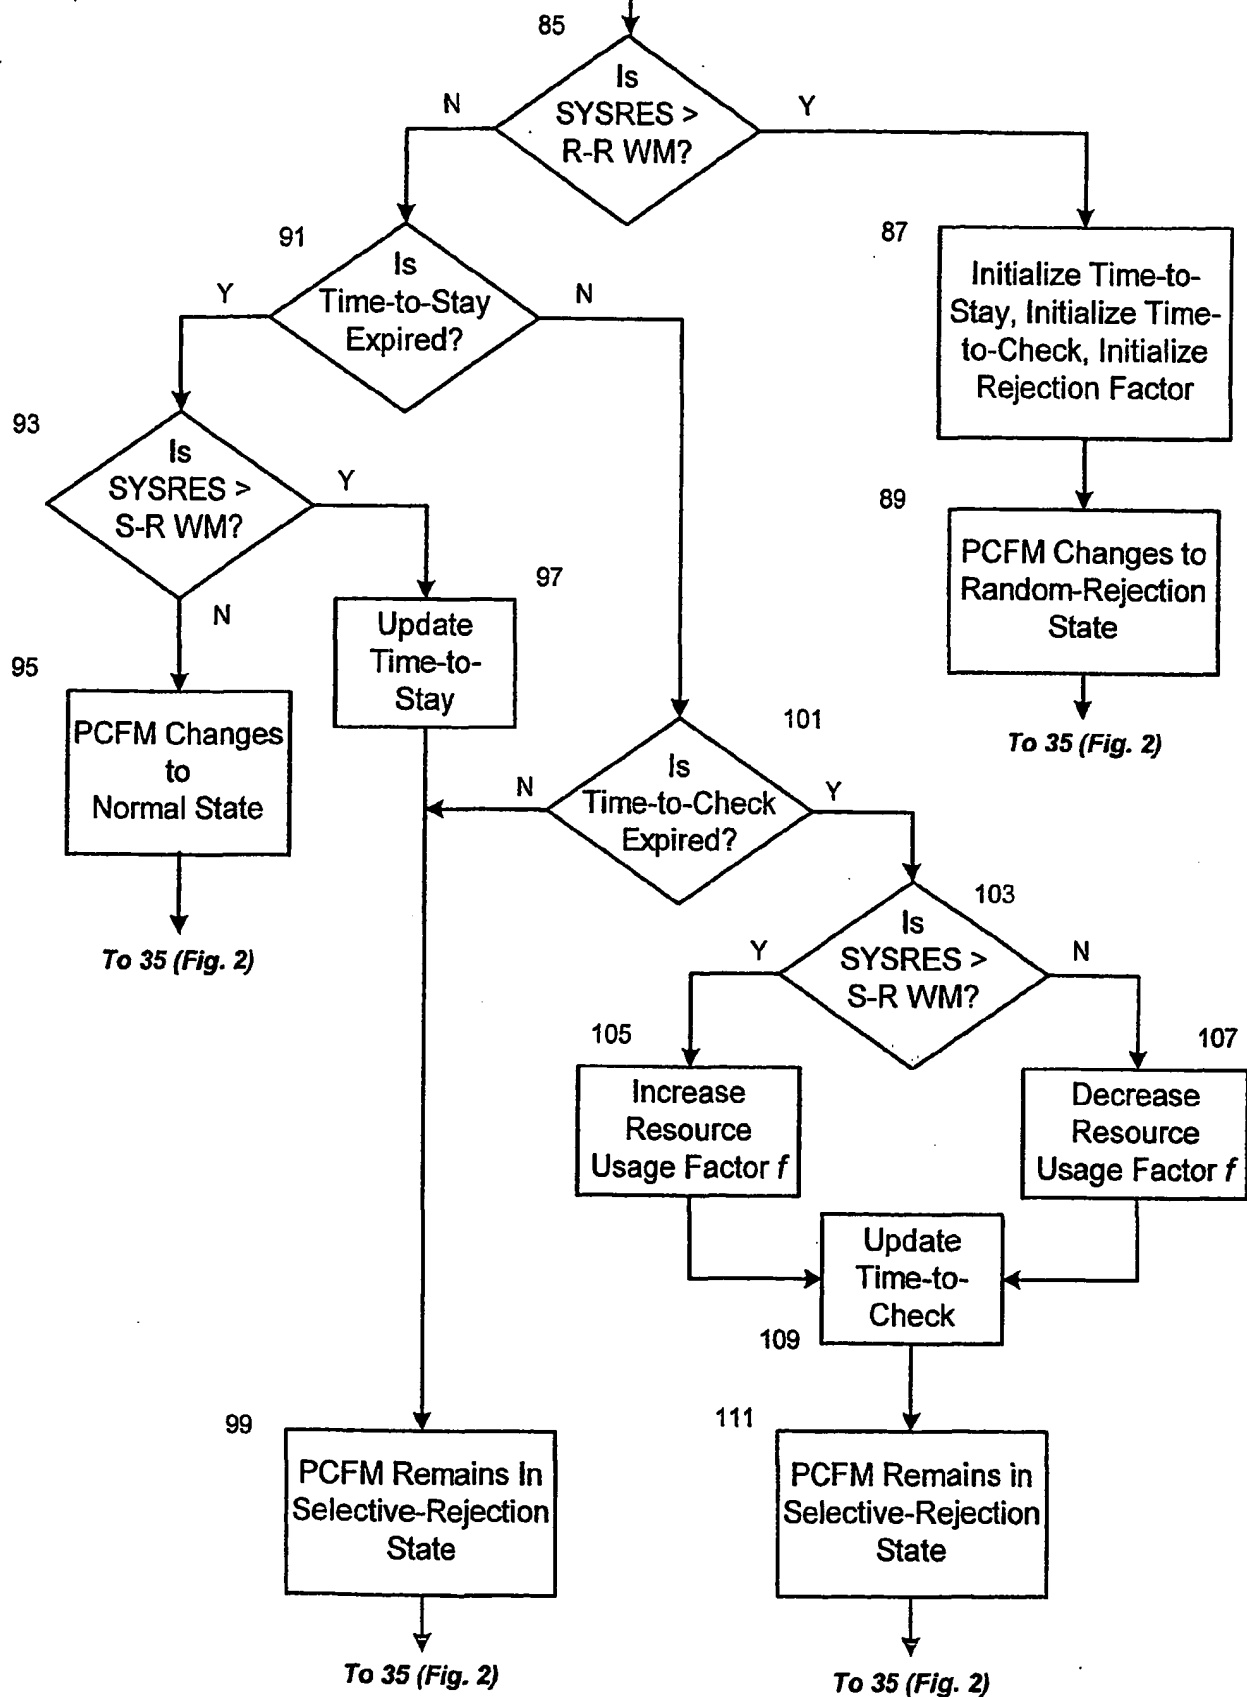 85
Is
SYSRES >
R-R WM?
N
Y
91
Is
Time-to-Stay
Expired?
Y
N
87
Initialize Time-to-
Stay, Initialize Time-
to-Check, Initialize
Rejection Factor
93
Is
SYSRES >
S-R WM?
Y
N
89
PCFM Changes to
Random-Rejection
State
To 35 (Fig. 2)
97
Update
Time-to-
Stay
95
PCFM Changes
to
Normal State
To 35 (Fig. 2)
101
Is
Time-to-Check
Expired?
N
Y
103
Is
SYSRES >
S-R WM?
Y
N
105
Increase
Resource
Usage Factor f
107
Decrease
Resource
Usage Factor f
Update
Time-to-
Check
109
99
PCFM Remains In
Selective-Rejection
State
To 35 (Fig. 2)
111
PCFM Remains in
Selective-Rejection
State
To 35 (Fig. 2)